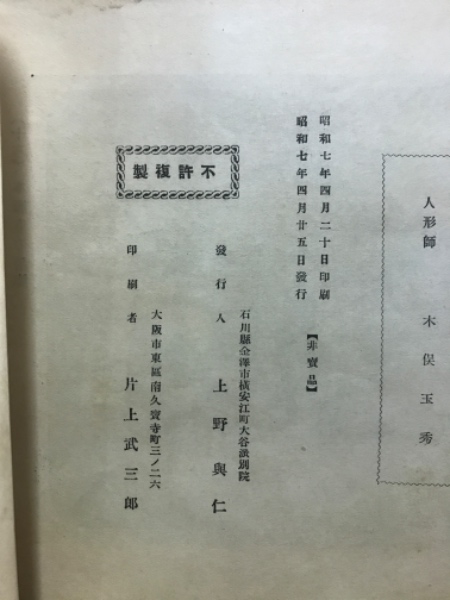 人形師 木俣玉秀
昭和七年四月二十日印刷
昭和七年四月廿五日發行
【非賣品】
石川縣金澤市横安江町大谷派別院
發行人 上野與仁
大阪市東區南久寶寺町三ノ二六
印刷者 片上武三郎
不許複製